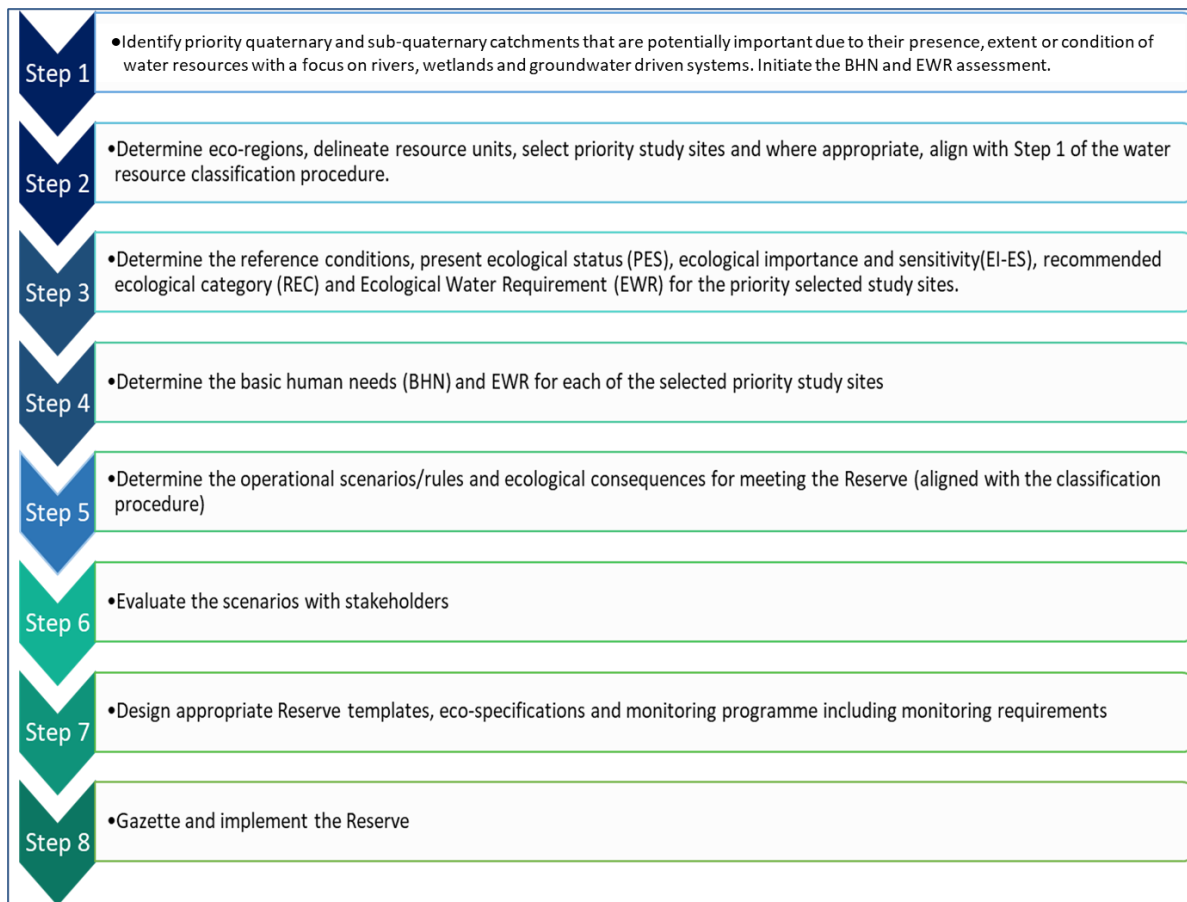 Step 1
•Identify priority quaternary and sub-quaternary catchments that are potentially important due to their presence, extent or condition of
water resources with a focus on rivers, wetlands and groundwater driven systems. Initiate the BHN and EWR assessment.
Step 2
•Determine eco-regions, delineate resource units, select priority study sites and where appropriate, align with Step 1 of the water
resource classification procedure.
Step 3
•Determine the reference conditions, present ecological status (PES), ecological importance and sensitivity(EI-ES), recommended
ecological category (REC) and Ecological Water Requirement (EWR) for the priority selected study sites.
Step 4
•Determine the basic human needs (BHN) and EWR for each of the selected priority study sites
Step 5
•Determine the operational scenarios/rules and ecological consequences for meeting the Reserve (aligned with the classification
procedure)
Step 6
•Evaluate the scenarios with stakeholders
Step 7
•Design appropriate Reserve templates, eco-specifications and monitoring programme including monitoring requirements
Step 8
•Gazette and implement the Reserve